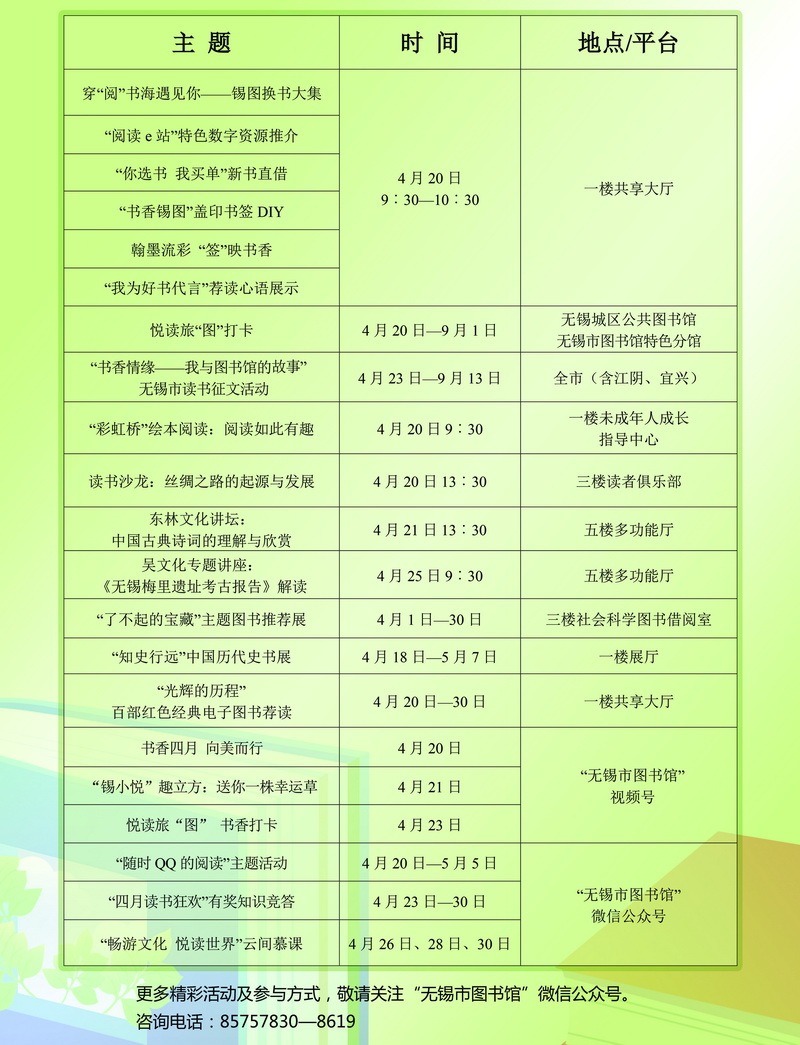 主 题 时 间 地点/平台
穿“阅”书海遇见你——锡图换书大集
“阅读 e 站”特色数字资源推介
“你选书 我买单”新书直借
“书香锡图”盖印书签 DIY
翰墨流彩 “签”映书香
“我为好书代言”荐读心语展示
4 月 20 日
9：30—10：30
一楼共享大厅
悦读旅“图”打卡
4 月 20 日—9 月 1 日
无锡城区公共图书馆
无锡市图书馆特色分馆
“书香情缘——我与图书馆的故事”
无锡市读书征文活动
4 月 23 日—9 月 13 日
全市（含江阴、宜兴）
“彩虹桥”绘本阅读：阅读如此有趣
4 月 20 日 9：30
一楼未成年人成长
指导中心
读书沙龙：丝绸之路的起源与发展
4 月 20 日 13：30
三楼读者俱乐部
东林文化讲坛：
中国古典诗词的理解与欣赏
4 月 21 日 13：30
五楼多功能厅
吴文化专题讲座：
《无锡梅里遗址考古报告》解读
4 月 25 日 9：30
五楼多功能厅
“了不起的宝藏”主题图书推荐展
4 月 1 日—30 日
三楼社会科学图书借阅室
“知史行远”中国历代史书展
4 月 18 日—5 月 7 日
一楼展厅
“光辉的历程”
百部红色经典电子图书荐读
4 月 20 日—30 日
一楼共享大厅
书香四月 向美而行
4 月 20 日
“锡小悦”趣立方：送你一株幸运草
4 月 21 日
悦读旅“图” 书香打卡
4 月 23 日
“无锡市图书馆”
视频号
“随时 QQ 的阅读”主题活动
4 月 20 日—5 月 5 日
“四月读书狂欢”有奖知识竞答
4 月 23 日—30 日
“畅游文化 悦读世界”云间慕课
4 月 26 日、28 日、30 日
“无锡市图书馆”
微信公众号
更多精彩活动及参与方式，敬请关注“无锡市图书馆”微信公众号。
咨询电话：85757830—8619